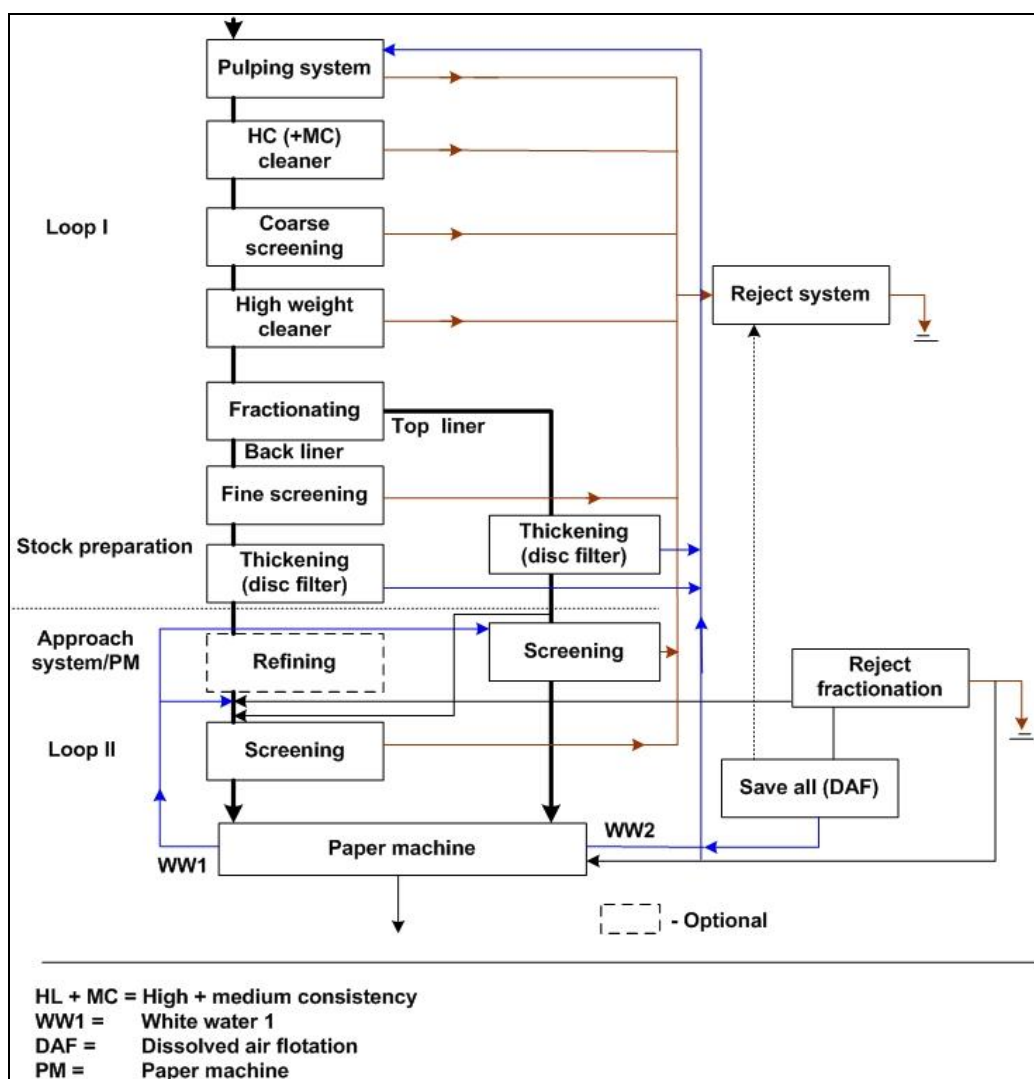 Pulping system
HC (+MC)
cleaner
Loop I
Coarse
screening
High weight
cleaner
Reject system
Fractionating
Top liner
Back liner
Fine screening
Stock preparation
Thickening
(disc filter)
Thickening
(disc filter)
Approach
system/PM
Refining
Screening
Reject
fractionation
Loop II
Screening
Save all (DAF)
WW1
Paper machine
WW2
- Optional
HL + MC = High + medium consistency
WW1 = White water 1
DAF = Dissolved air flotation
PM = Paper machine